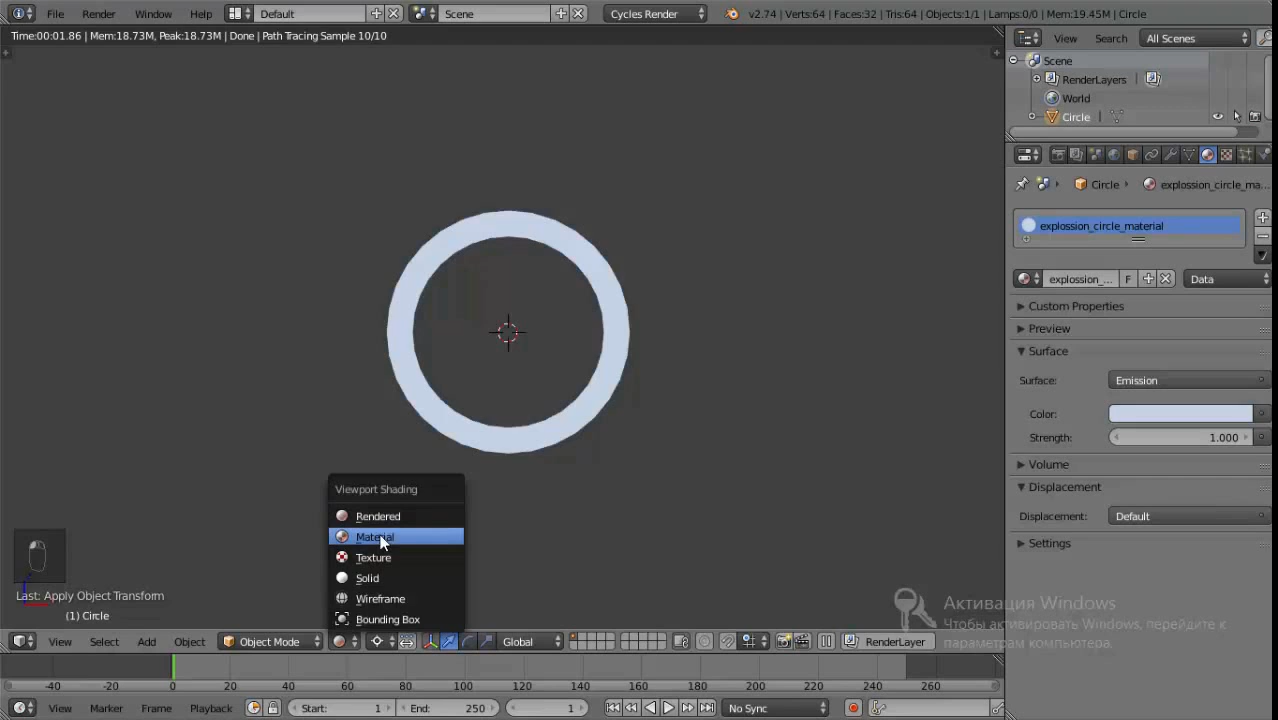 File Render Window Help Default Scene Cycles Render v2.74 | Verts:64 | Faces:32 | Tris:64 | Objects:1/1 | Lamps:0/0 | Mem:19.45M | Circle
Time:00:01.86 | Mem:18.73M, Peak:18.73M | Done | Path Tracing Sample 10/10
View Search All Scenes
Scene
RenderLayers
World
Circle
Circle explossion_circle_ma...
explossion_circle_material
explossion_... F Data
Custom Properties
Preview
Surface
Surface: Emission
Color:
Strength: 1.000
Volume
Displacement
Displacement: Default
Settings
Viewport Shading
Rendered
Material
Texture
Solid
Wireframe
Bounding Box
Last: Apply Object Transform
(1) Circle
Активация Windows
Чтобы активировать Windows, перейдите к
параметрам компьютера.
View Select Add Object Object Mode Global RenderLayer
-40 -20 0 20 40 60 80 100 120 140 160 180 200 220 240 260
View Marker Frame Playback Start: 1 End: 250 1 No Sync